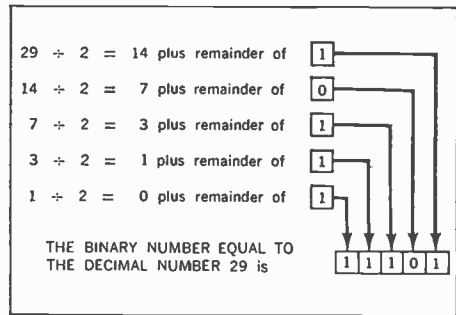 29 ÷ 2 = 14 plus remainder of 1
14 ÷ 2 = 7 plus remainder of 0
7 ÷ 2 = 3 plus remainder of 1
3 ÷ 2 = 1 plus remainder of 1
1 ÷ 2 = 0 plus remainder of 1
THE BINARY NUMBER EQUAL TO
THE DECIMAL NUMBER 29 is 1 1 1 0 1